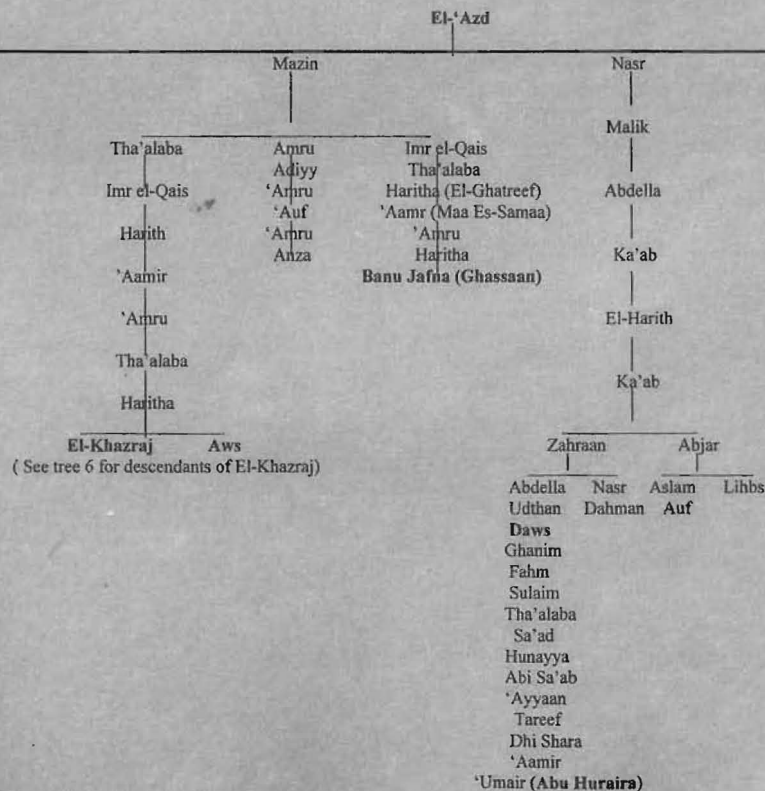 El-'Azd
Mazin Nasr
Malik
Tha'alaba Amru Imr el-Qais
Adiyy Tha'alaba
Imr el-Qais 'Amru Haritha (El-Ghatreef) Abdella
'Auf 'Aamr (Maa Es-Samaa)
Harith 'Amru 'Amru
Anza Haritha Ka'ab
'Aamir Banu Jafna (Ghassaan)
'Amru El-Harith
Tha'alaba
Ka'ab
Haritha
El-Khazraj Aws Zahraan Abjar
( See tree 6 for descendants of El-Khazraj)
Abdella Nasr Aslam Lihbs
Udthan Dahman Auf
Daws
Ghanim
Fahm
Sulaim
Tha'alaba
Sa'ad
Hunayya
Abi Sa'ab
'Ayyaan
Tareef
Dhi Shara
'Aamir
'Umair (Abu Huraira)